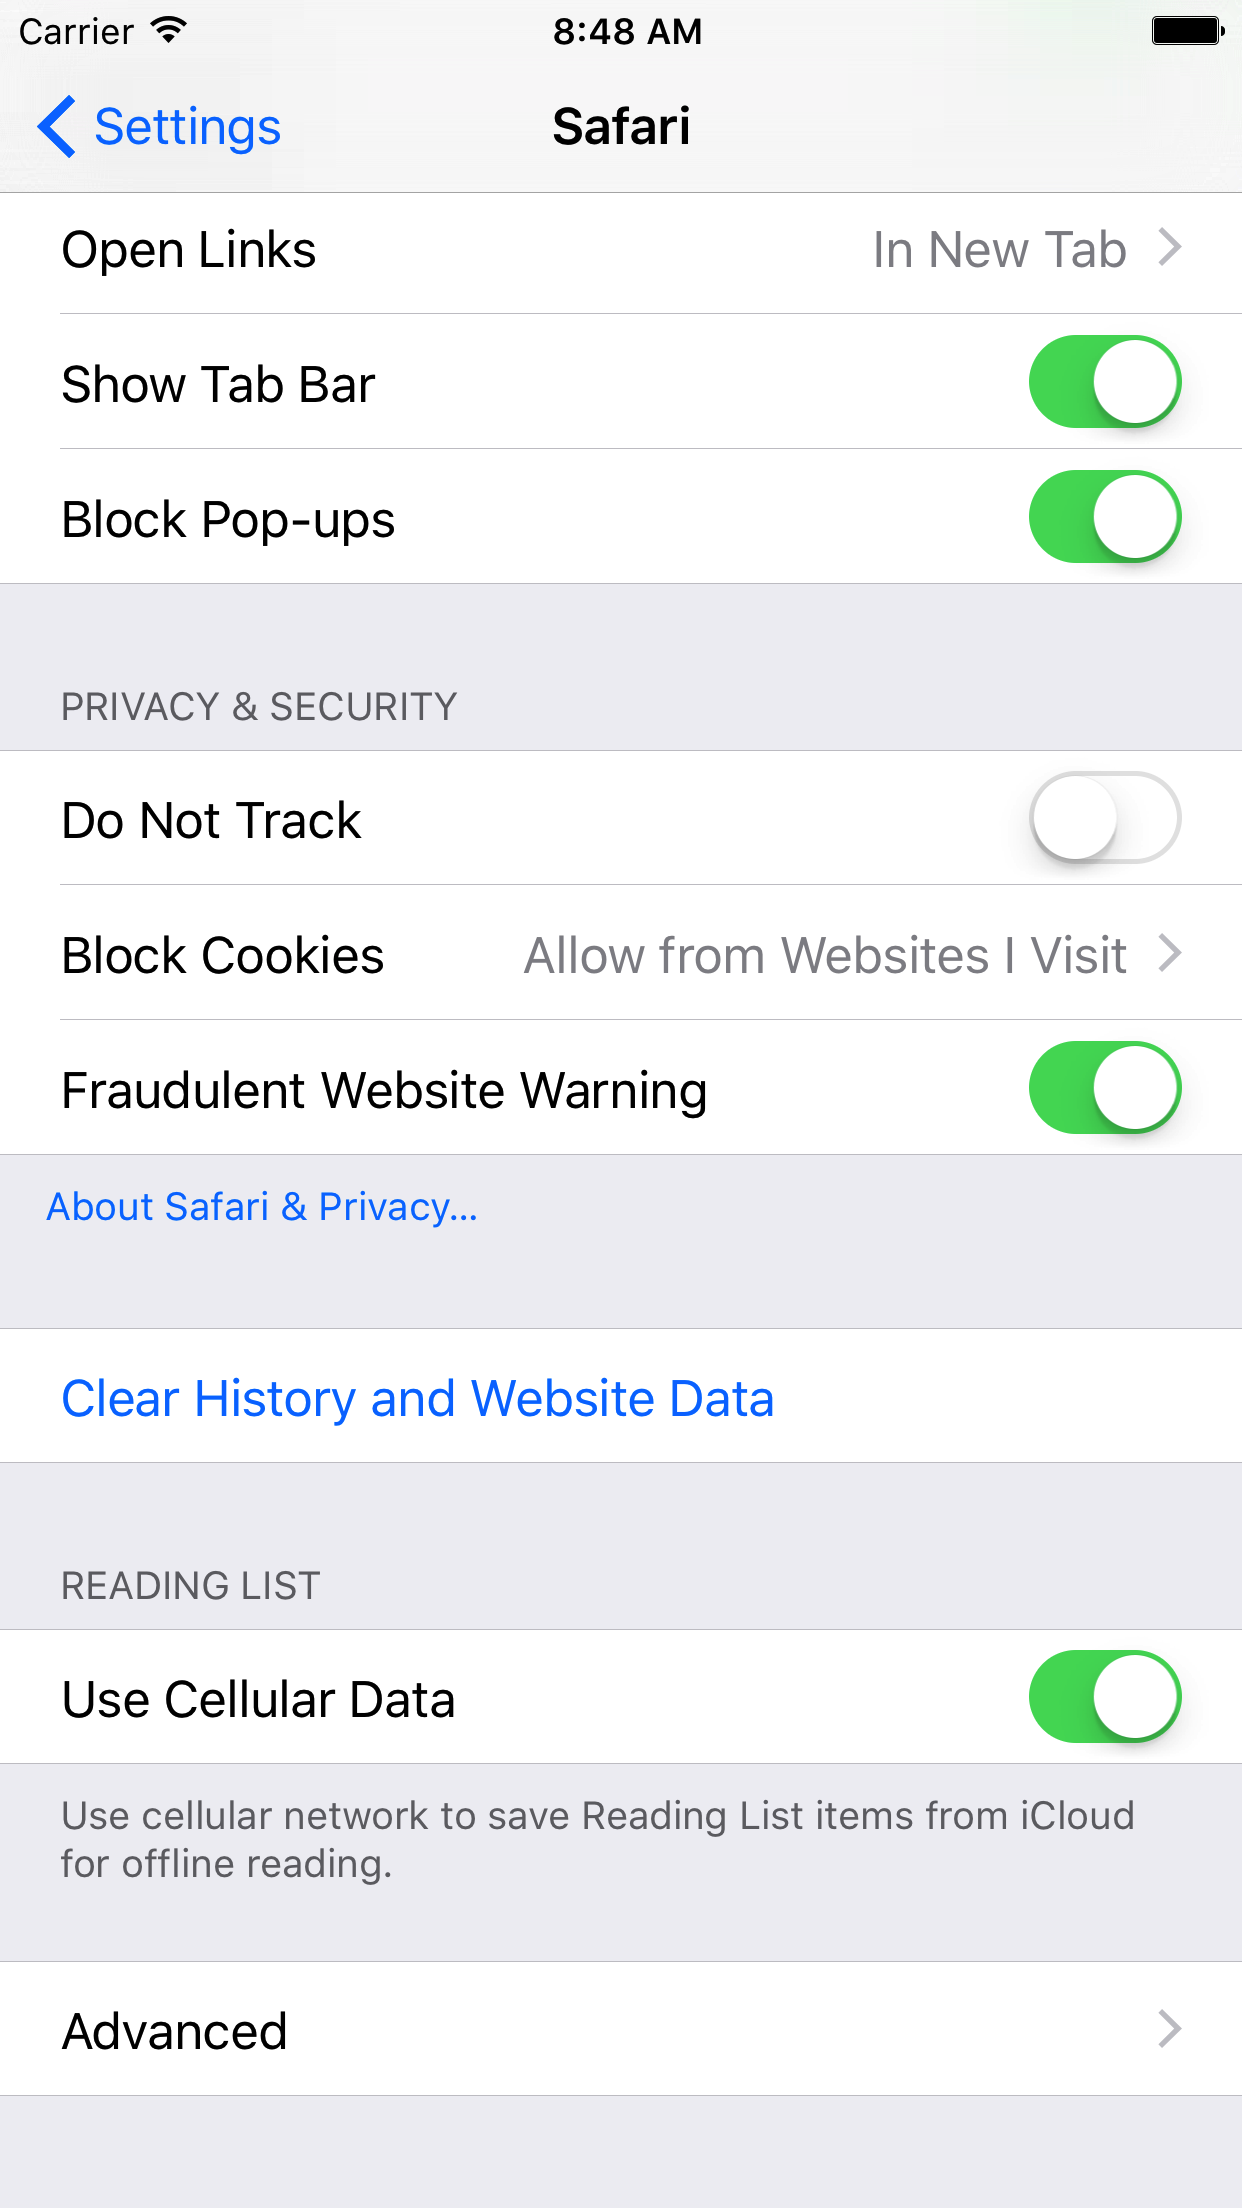 Carrier
8:48 AM
Settings
Safari
Open Links
In New Tab
Show Tab Bar
Block Pop-ups
PRIVACY & SECURITY
Do Not Track
Block Cookies
Allow from Websites I Visit
Fraudulent Website Warning
About Safari & Privacy...
Clear History and Website Data
READING LIST
Use Cellular Data
Use cellular network to save Reading List items from iCloud
for offline reading.
Advanced